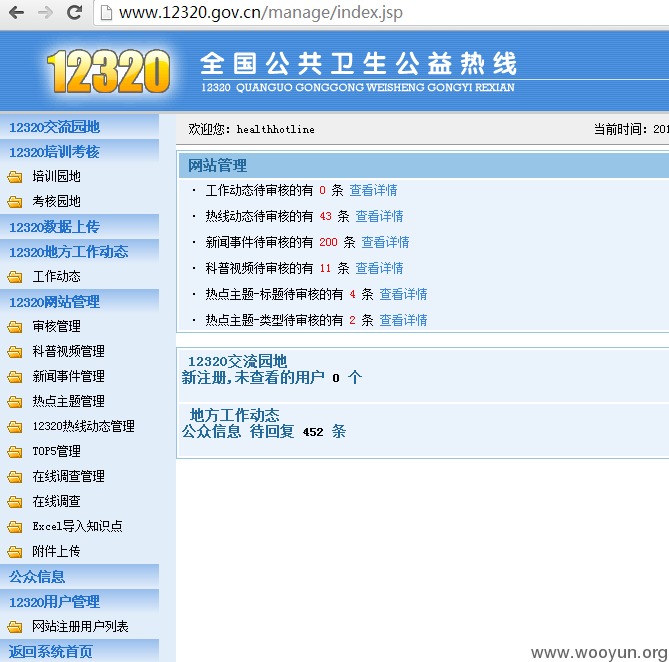 www.12320.gov.cn/manage/index.jsp
12320 全国公共卫生公益热线
12320 QUANGUO GONGGONG WEISHENG GONGYI REXIAN
12320交流园地
12320培训考核
培训园地
考核园地
12320数据上传
12320地方工作动态
工作动态
12320网站管理
审核管理
科普视频管理
新闻事件管理
热点主题管理
12320热线动态管理
TOP5管理
在线调查管理
在线调查
Excel导入知识点
附件上传
公众信息
12320用户管理
网站注册用户列表
返回系统首页
欢迎您: healthhotline 当前时间: 201
网站管理
· 工作动态待审核的有 0 条 查看详情
· 热线动态待审核的有 43 条 查看详情
· 新闻事件待审核的有 200 条 查看详情
· 科普视频待审核的有 11 条 查看详情
· 热点主题-标题待审核的有 4 条 查看详情
· 热点主题-类型待审核的有 2 条 查看详情
12320交流园地
新注册,未查看的用户 0 个
地方工作动态
公众信息 待回复 452 条
www.wooyun.org